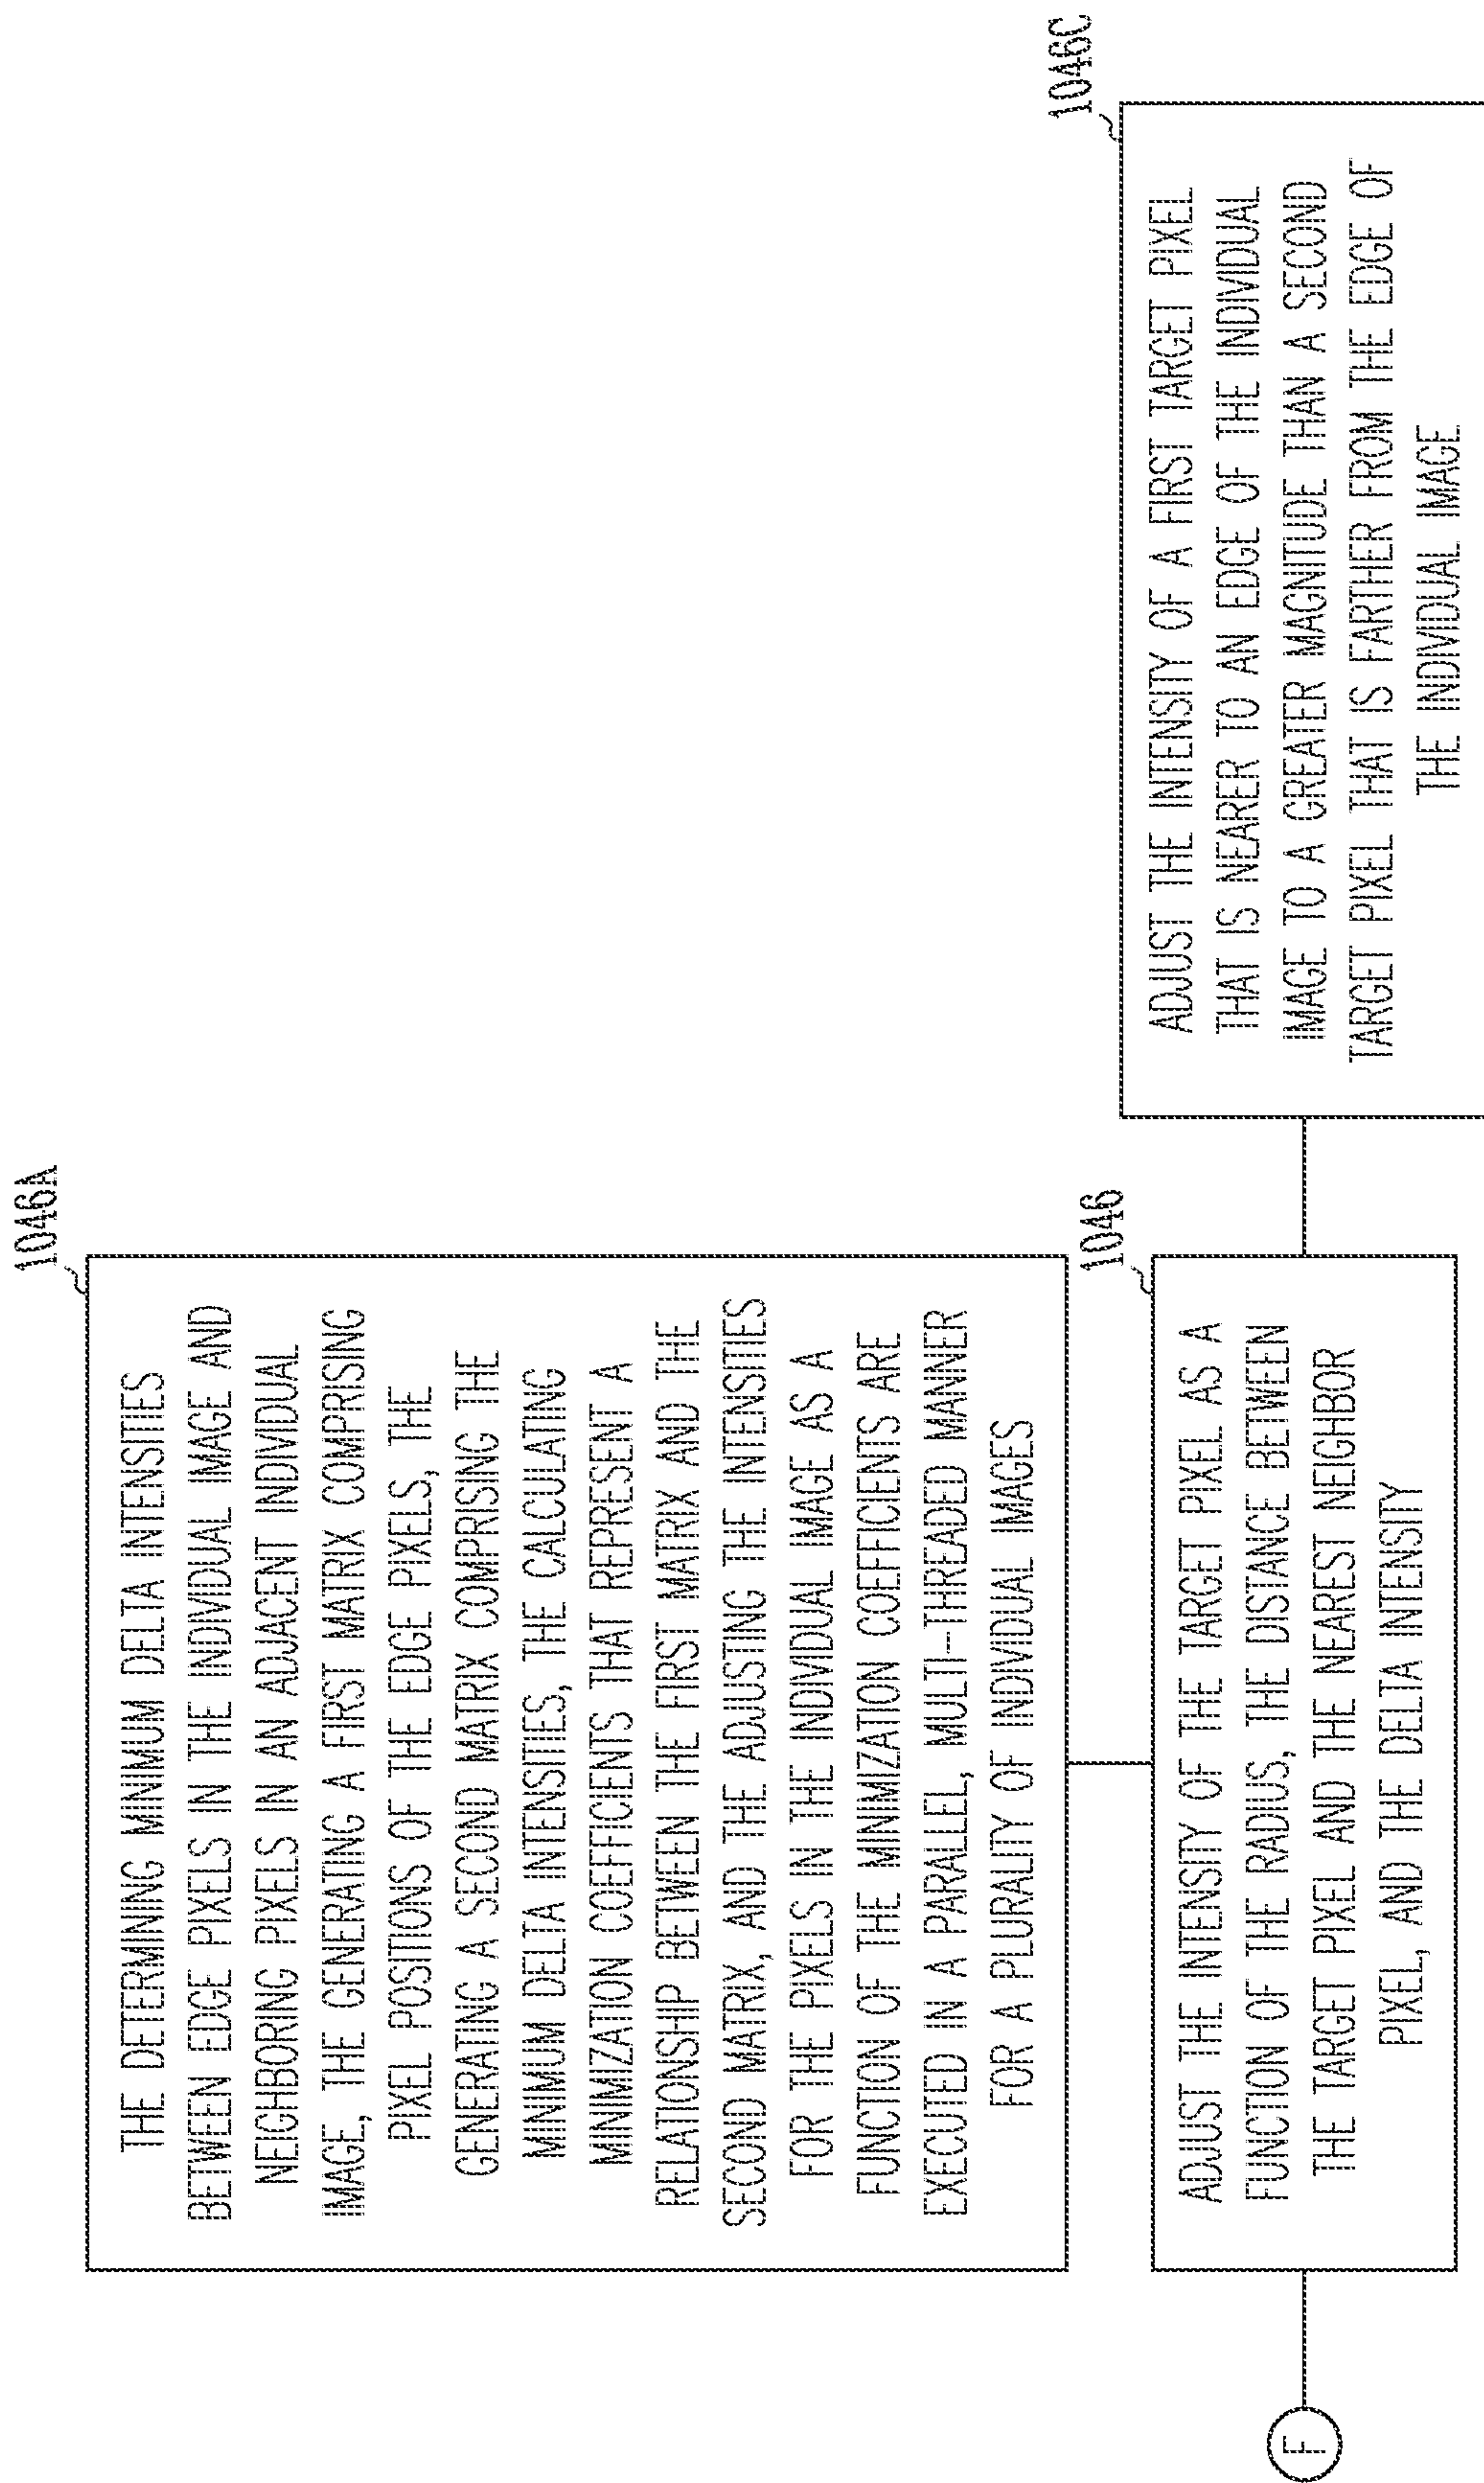 1046A
THE DETERMINING MINIMUM DELTA INTENSITIES
BETWEEN EDGE PIXELS IN THE INDIVIDUAL IMAGE AND
NEIGHBORING PIXELS IN AN ADJACENT INDIVIDUAL
IMAGE, THE GENERATING A FIRST MATRIX COMPRISING
PIXEL POSITIONS OF THE EDGE PIXELS, THE
GENERATING A SECOND MATRIX COMPRISING THE
MINIMUM DELTA INTENSITIES, THE CALCULATING
MINIMIZATION COEFFICIENTS THAT REPRESENT A
RELATIONSHIP BETWEEN THE FIRST MATRIX AND THE
SECOND MATRIX, AND THE ADJUSTING THE INTENSITIES
FOR THE PIXELS IN THE INDIVIDUAL IMAGE AS A
FUNCTION OF THE MINIMIZATION COEFFICIENTS ARE
EXECUTED IN A PARALLEL, MULTI-THREADED MANNER
FOR A PLURALITY OF INDIVIDUAL IMAGES
F
1046
ADJUST THE INTENSITY OF THE TARGET PIXEL AS A
FUNCTION OF THE RADIUS, THE DISTANCE BETWEEN
THE TARGET PIXEL AND THE NEAREST NEIGHBOR
PIXEL, AND THE DELTA INTENSITY
1046C
ADJUST THE INTENSITY OF A FIRST TARGET PIXEL
THAT IS NEARER TO AN EDGE OF THE INDIVIDUAL
IMAGE TO A GREATER MAGNITUDE THAN A SECOND
TARGET PIXEL THAT IS FARTHER FROM THE EDGE OF
THE INDIVIDUAL IMAGE